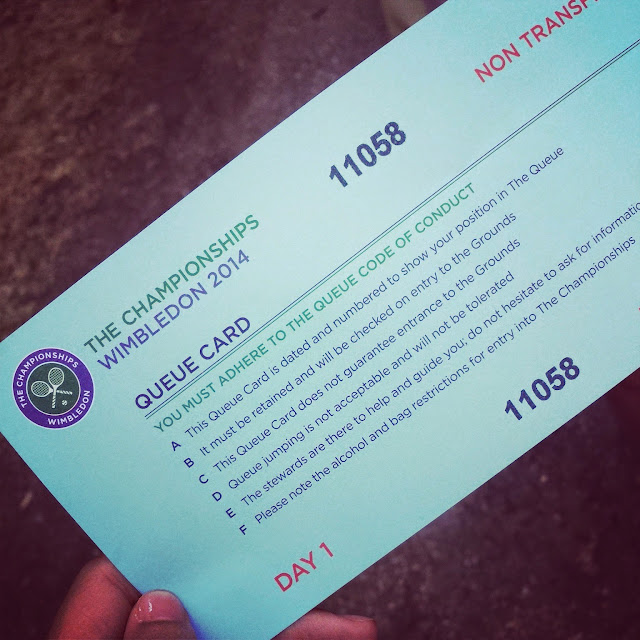 NON TRANSF
11058
THE CHAMPIONSHIPS
WIMBLEDON 2014
THE CHAMPIONSHIPS
WIMBLEDON
QUEUE CARD
YOU MUST ADHERE TO THE QUEUE CODE OF CONDUCT
A This Queue Card is dated and numbered to show your position in The Queue
B It must be retained and will be checked on entry to the Grounds
C This Queue Card does not guarantee entrance to the Grounds
D Queue jumping is not acceptable and will not be tolerated
E The stewards are there to help and guide you: do not hesitate to ask for informatio
F Please note the alcohol and bag restrictions for entry into The Championships
11058
DAY 1